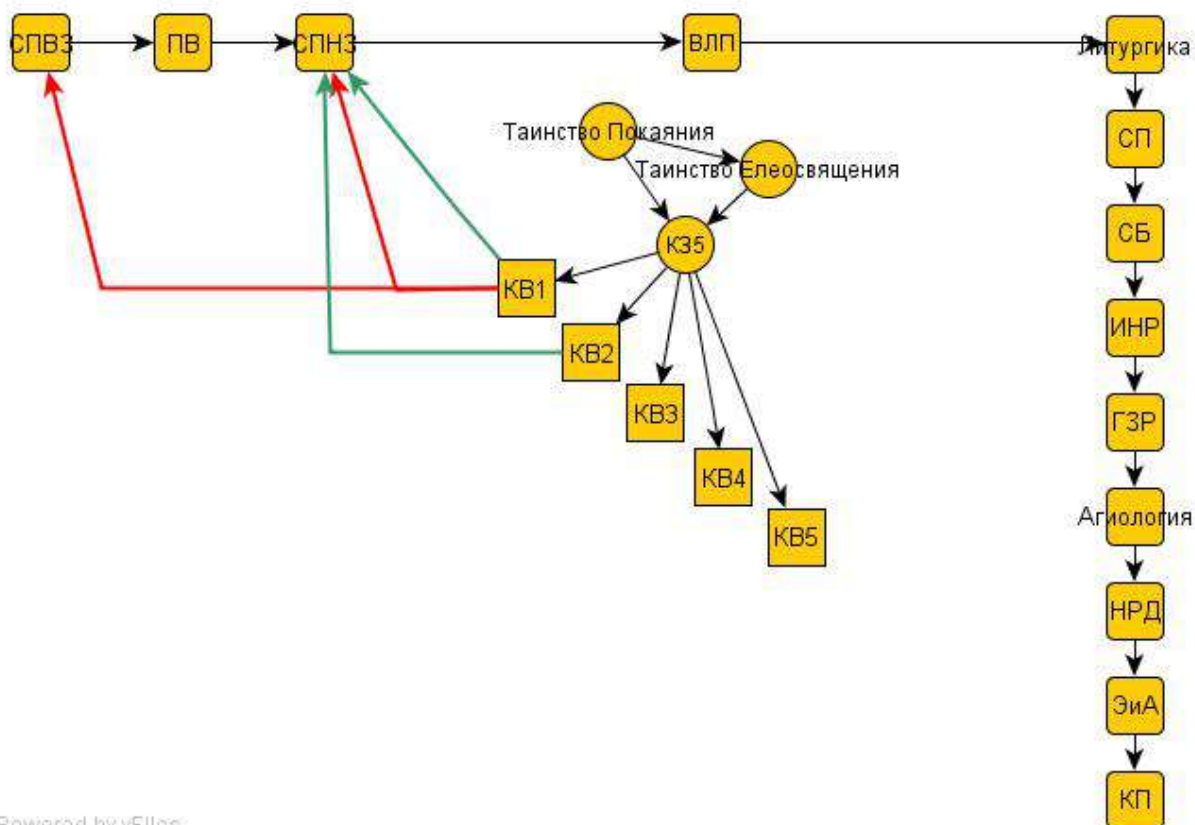 СПВЗ
ПВ
СПНЗ
ВЛП
Литургика
Таинство Покаяния
СП
Таинство Елеосвящения
СБ
КЗ5
КВ1
ИНР
КВ2
КВ3
ГЗР
КВ4
Агиология
КВ5
НРД
ЭиА
КП
Powered by yFiles